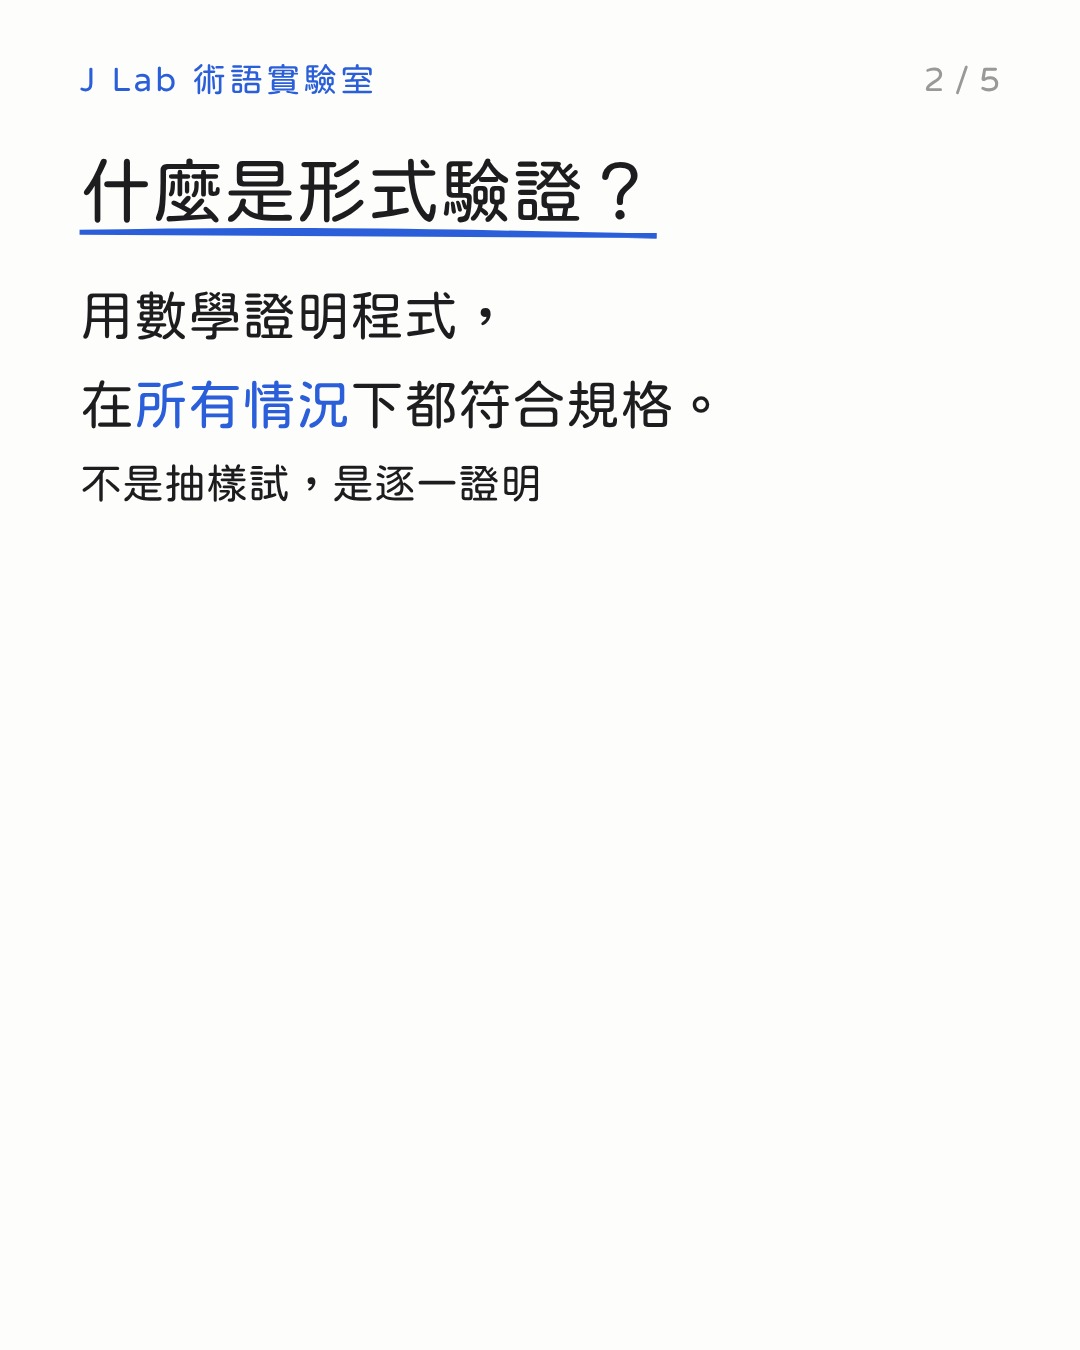 J Lab 術語實驗室
2 / 5
什麼是形式驗證？
用數學證明程式，
在所有情況下都符合規格。
不是抽樣試，是逐一證明